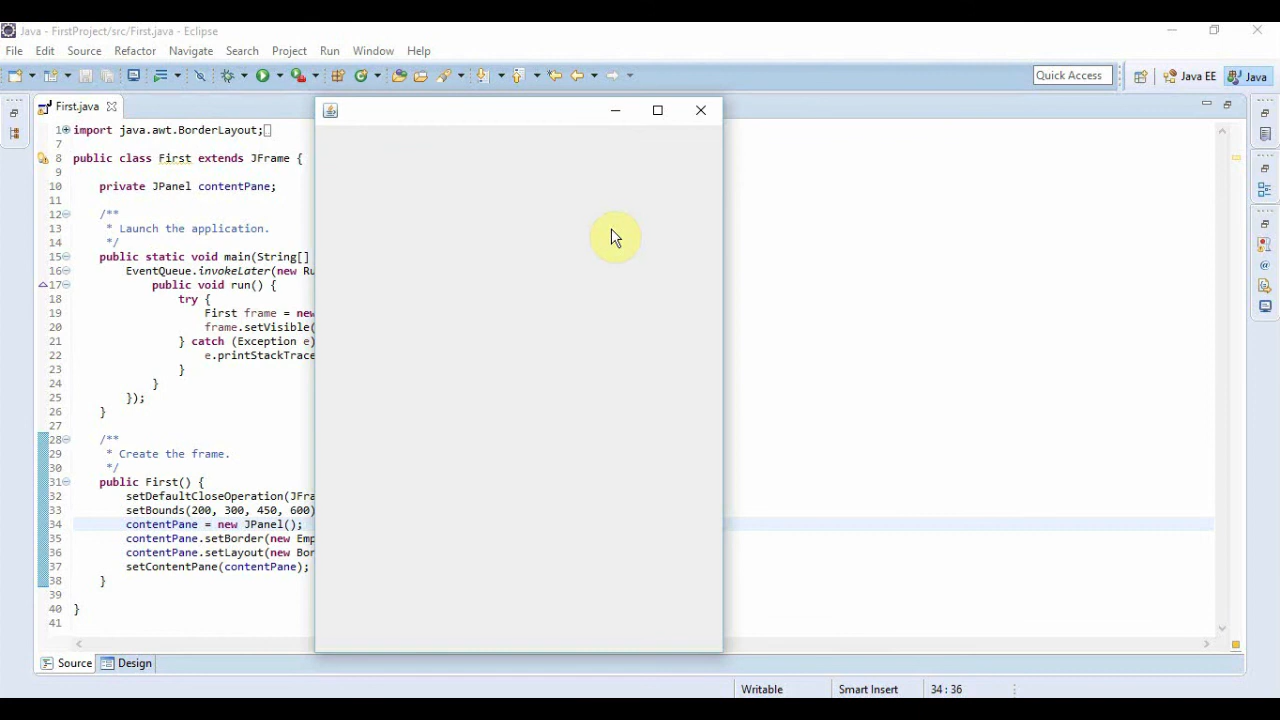 Java - FirstProject/src/First.java - Eclipse
File Edit Source Refactor Navigate Search Project Run Window Help
Quick Access Java EE Java
First.java
1 import java.awt.BorderLayout;
7
8 public class First extends JFrame {
9
10 private JPanel contentPane;
11
12 /**
13 * Launch the application.
14 */
15 public static void main(String[]
16 EventQueue.invokeLater(new Ru
17 public void run() {
18 try {
19 First frame = new
20 frame.setVisible(
21 } catch (Exception e)
22 e.printStackTrace
23 }
24 }
25 });
26 }
27
28 /**
29 * Create the frame.
30 */
31 public First() {
32 setDefaultCloseOperation(JFra
33 setBounds(200, 300, 450, 600)
34 contentPane = new JPanel();
35 contentPane.setBorder(new Emp
36 contentPane.setLayout(new Bor
37 setContentPane(contentPane);
38 }
39
40 }
41
Source Design
Writable Smart Insert 34 : 36